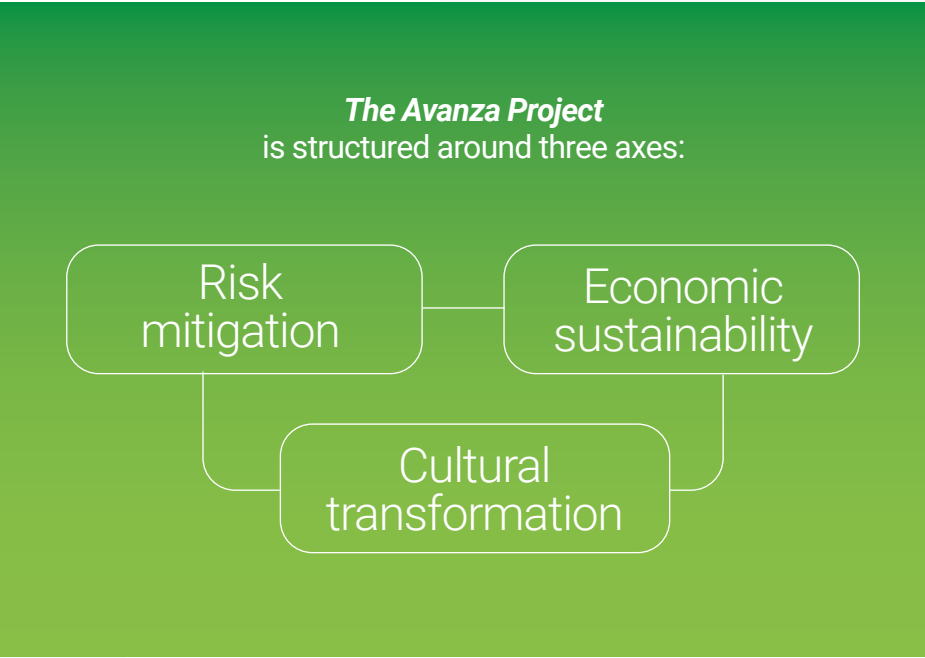 The Avanza Project
is structured around three axes:
Risk
mitigation
Economic
sustainability
Cultural
transformation